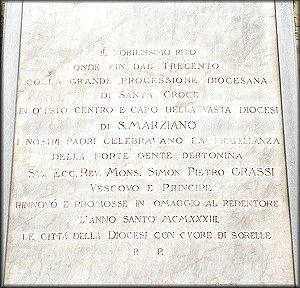 IL NOBILISSIMO RITO
ONDE FIN DAL TRECENTO
COLLA GRANDE PROCESSIONE DIOCESANA
DI SANTA CROCE
IN QUESTO CENTRO E CAPO DELLA VASTA DIOCESI
DI S. MARZIANO
I NOSTRI PADRI CELEBRAVANO LA FRATELLANZA
DELLA FORTE GENTE DERTONINA
SUA ECC. REV. MONS. SIMON PIETRO GRASSI
VESCOVO E PRINCIPE
RINNOVÒ E PROMOSSE IN OMAGGIO AL REDENTORE
L'ANNO SANTO MCMXXXIII.
LE CITTÀ DELLA DIOCESI CON CVORE DI SORELLE
P. P.